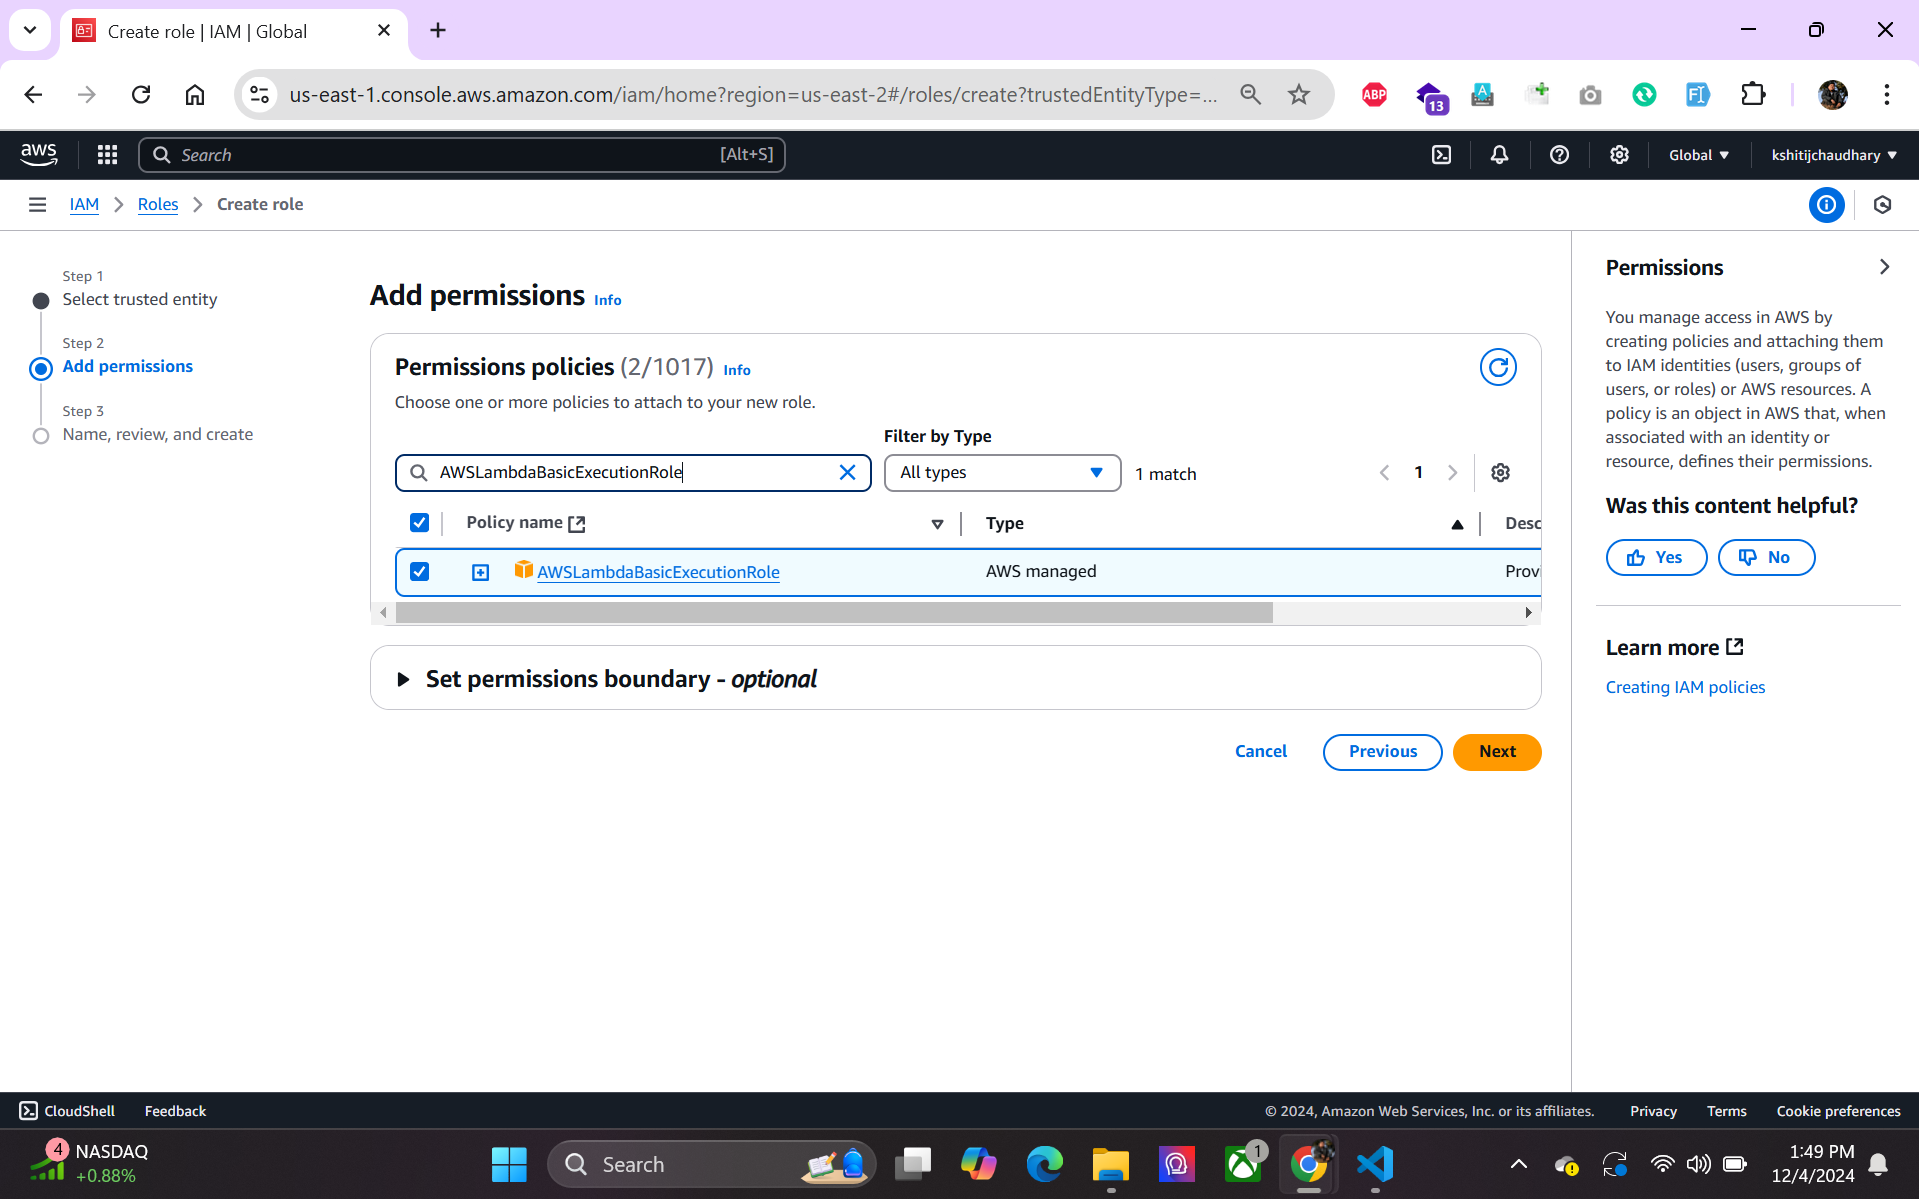 Create role | IAM | Global
us-east-1.console.aws.amazon.com/iam/home?region=us-east-2#/roles/create?trustedEntityType=...
ABP
13
A
aws
Search
[Alt+S]
Global
kshitijchaudhary
IAM
Roles
Create role
Step 1
Select trusted entity
Step 2
Add permissions
Step 3
Name, review, and create
Add permissions Info
Permissions policies (2/1017) Info
Choose one or more policies to attach to your new role.
Filter by Type
AWSLambdaBasicExecutionRole
All types
1 match
1
Policy name
Type
Desc
AWSLambdaBasicExecutionRole
AWS managed
Provi
Set permissions boundary - optional
Cancel
Previous
Next
Permissions
You manage access in AWS by
creating policies and attaching them
to IAM identities (users, groups of
users, or roles) or AWS resources. A
policy is an object in AWS that, when
associated with an identity or
resource, defines their permissions.
Was this content helpful?
Yes
No
Learn more
Creating IAM policies
CloudShell
Feedback
© 2024, Amazon Web Services, Inc. or its affiliates.
Privacy
Terms
Cookie preferences
4
NASDAQ
+0.88%
Search
1
1:49 PM
12/4/2024